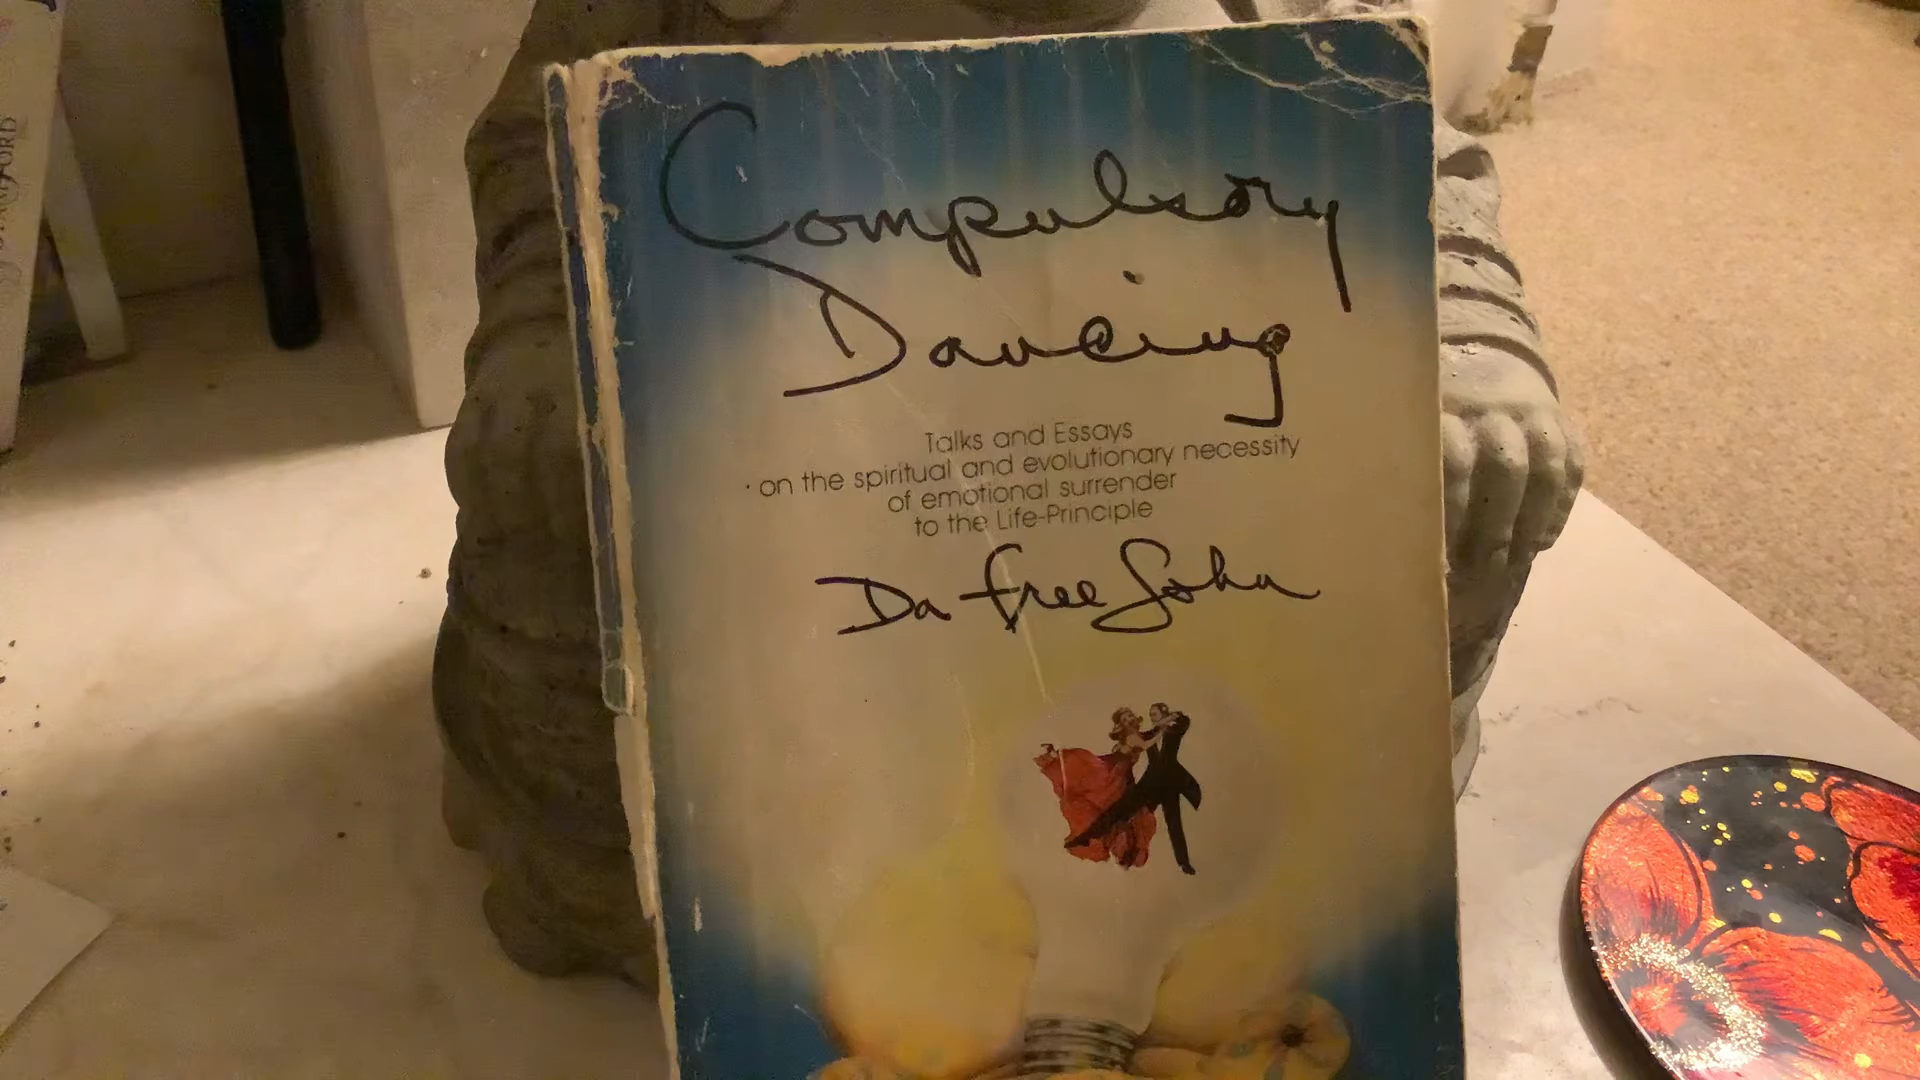 Compulsory
Dancing
Talks and Essays
on the spiritual and evolutionary necessity
of emotional surrender
to the Life-Principle
Da Free John